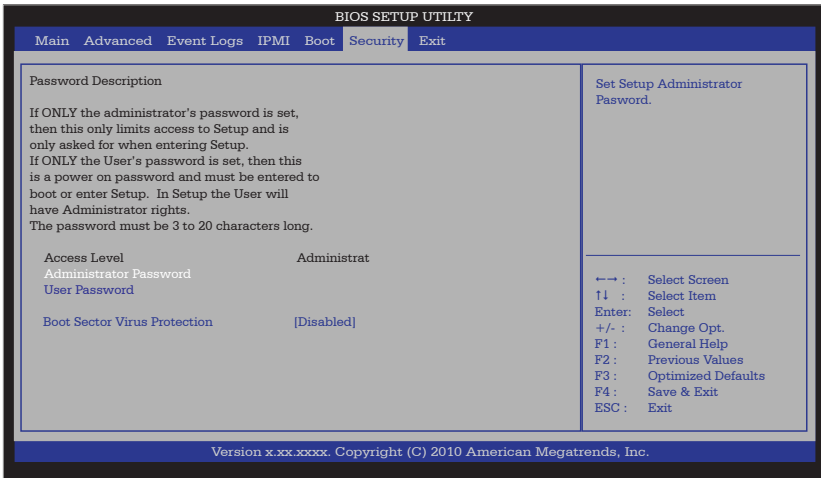 BIOS SETUP UTILTY
Main Advanced Event Logs IPMI Boot Security Exit
Password Description
If ONLY the administrator's password is set,
then this only limits access to Setup and is
only asked for when entering Setup.
If ONLY the User's password is set, then this
is a power on password and must be entered to
boot or enter Setup. In Setup the User will
have Administrator rights.
The password must be 3 to 20 characters long.
Access Level Administrat
Administrator Password
User Password
Boot Sector Virus Protection [Disabled]
Set Setup Administrator
Pasword.
←→ : Select Screen
↑↓ : Select Item
Enter: Select
+/- : Change Opt.
F1 : General Help
F2 : Previous Values
F3 : Optimized Defaults
F4 : Save & Exit
ESC : Exit
Version x.xx.xxxx. Copyright (C) 2010 American Megatrends, Inc.